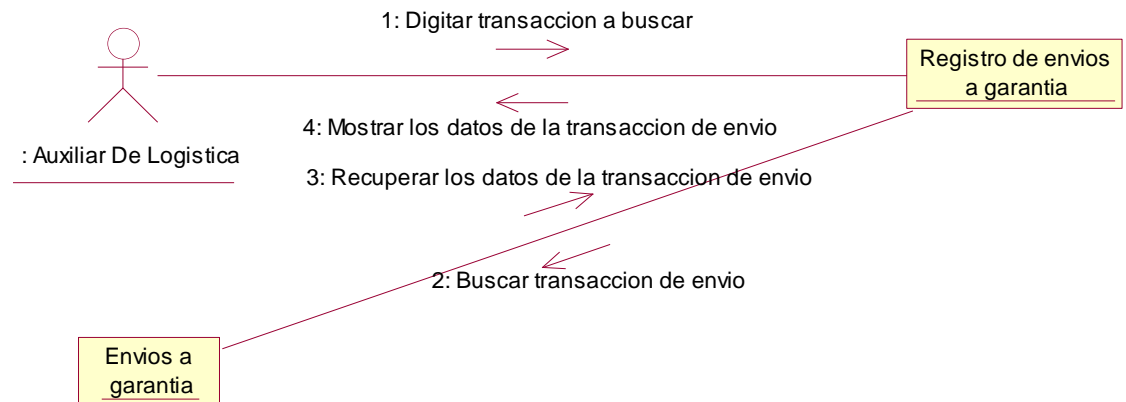 1: Digitar transaccion a buscar
Registro de envios
a garantia
4: Mostrar los datos de la transaccion de envio
: Auxiliar De Logistica
3: Recuperar los datos de la transaccion de envio
2: Buscar transaccion de envio
Envios a
garantia